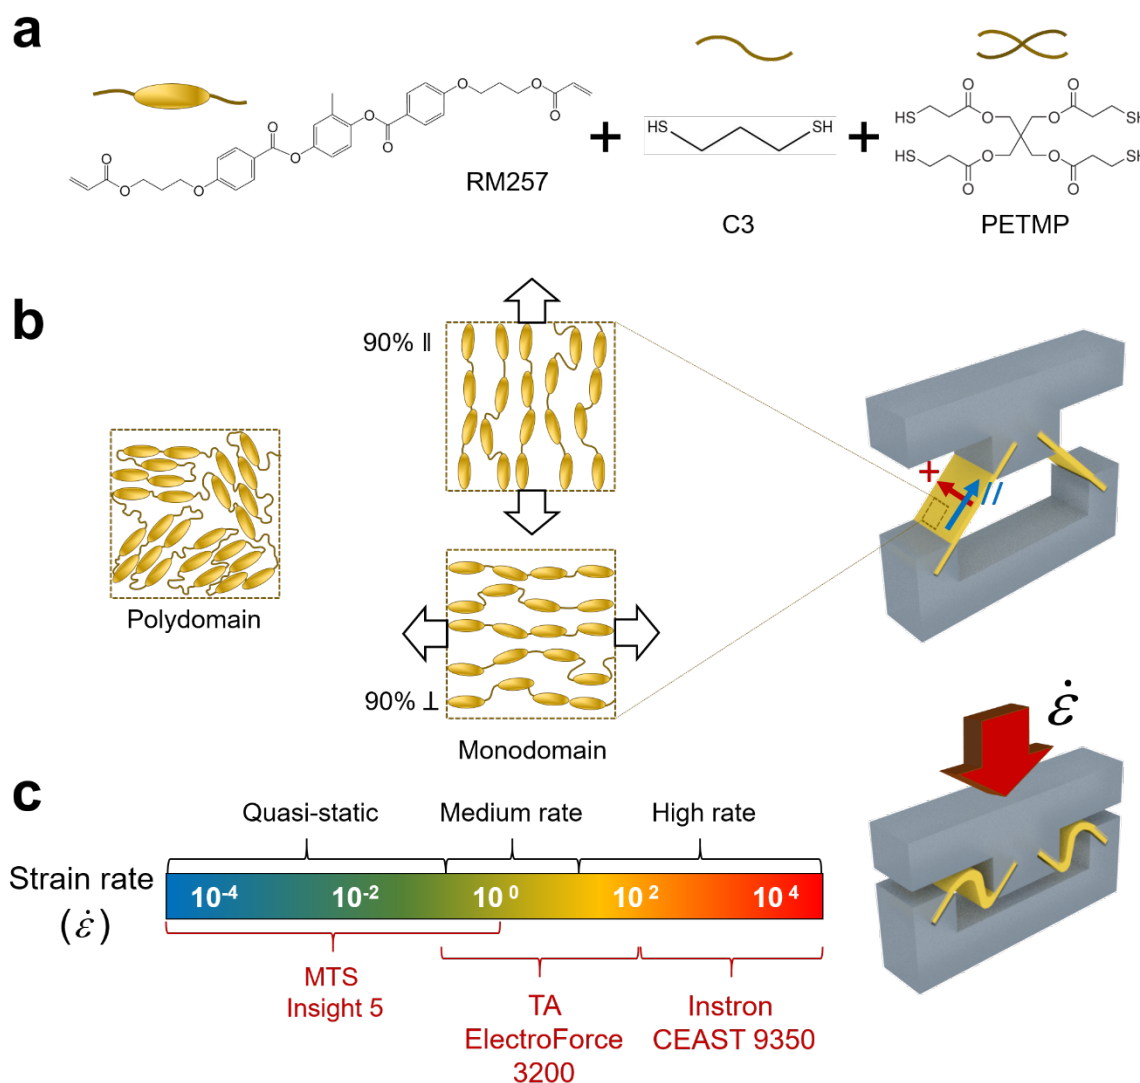 a
O
O
O
O
O
O
O
O
O
O
RM257
+
HS
SH
C3
+
HS
O
O
O
O
SH
HS
O
O
O
O
SH
PETMP
b
90% ∥
Polydomain
90% ⊥
Monodomain
+
//
ε̇
c
Quasi-static
Medium rate
High rate
Strain rate
(ε̇)
10⁻⁴
10⁻²
10⁰
10²
10⁴
MTS
Insight 5
TA
ElectroForce
3200
Instron
CEAST 9350